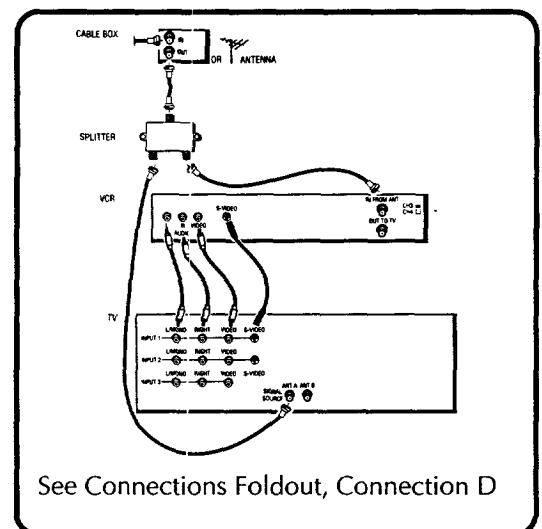 CABLE BOX
IN
OUT
OR ANTENNA
SPLITTER
VCR
IN FROM ANT
OUT TO TV
CH3
CH4
R VIDEO S-VIDEO
AUDIO
TV
L/MONO RIGHT VIDEO S-VIDEO
INPUT 1
L/MONO RIGHT VIDEO S-VIDEO
INPUT 2
L/MONO RIGHT VIDEO
INPUT 3
SIGNAL SOURCE
ANT A ANT B
See Connections Foldout, Connection D